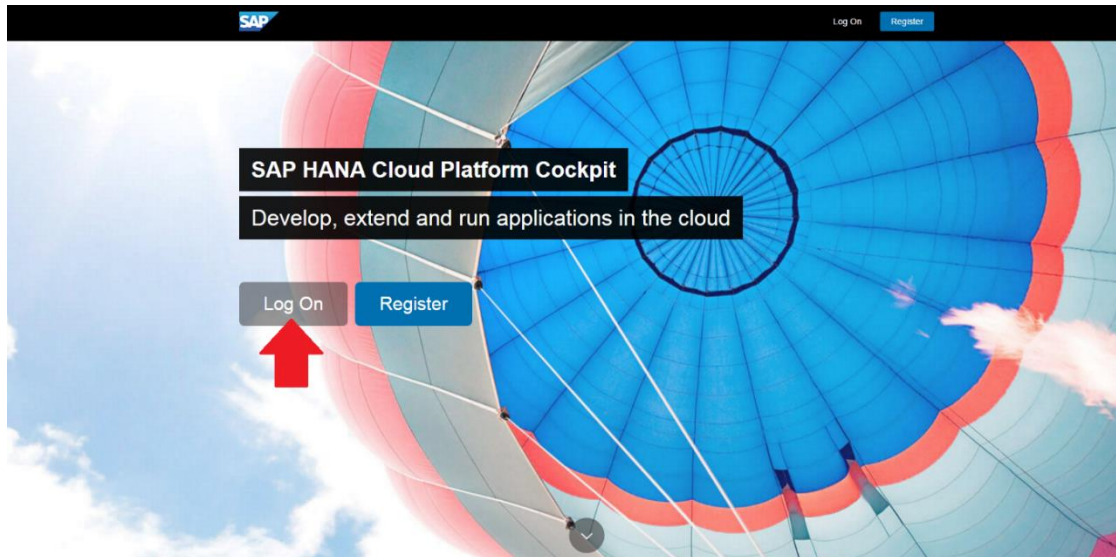 SAP
Log On Register
SAP HANA Cloud Platform Cockpit
Develop, extend and run applications in the cloud
Log On Register